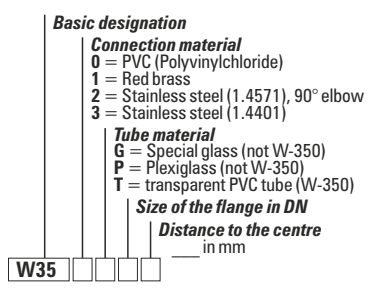 Basic designation
Connection material
0 = PVC (Polyvinylchloride)
1 = Red brass
2 = Stainless steel (1.4571), 90° elbow
3 = Stainless steel (1.4401)
Tube material
G = Special glass (not W-350)
P = Plexiglass (not W-350)
T = transparent PVC tube (W-350)
Size of the flange in DN
Distance to the centre
___ in mm
W35